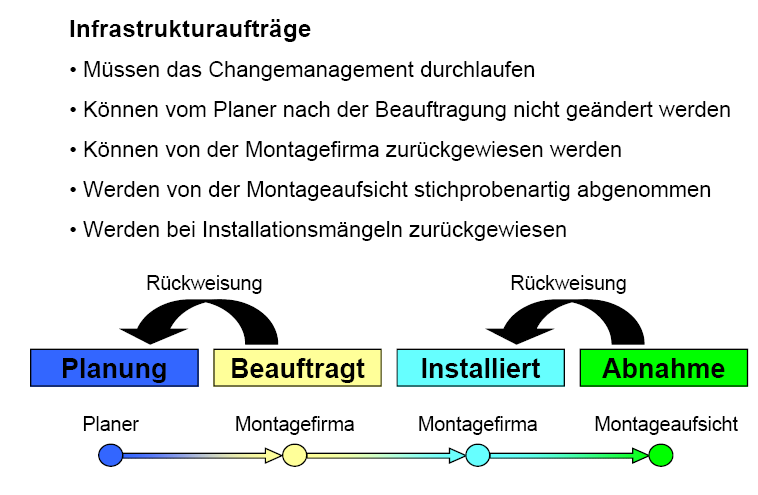 Infrastrukturaufträge
• Müssen das Changemanagement durchlaufen
• Können vom Planer nach der Beauftragung nicht geändert werden
• Können von der Montagefirma zurückgewiesen werden
• Werden von der Montageaufsicht stichprobenartig abgenommen
• Werden bei Installationsmängeln zurückgewiesen
Rückweisung Rückweisung
Planung Beauftragt Installiert Abnahme
Planer Montagefirma Montagefirma Montageaufsicht